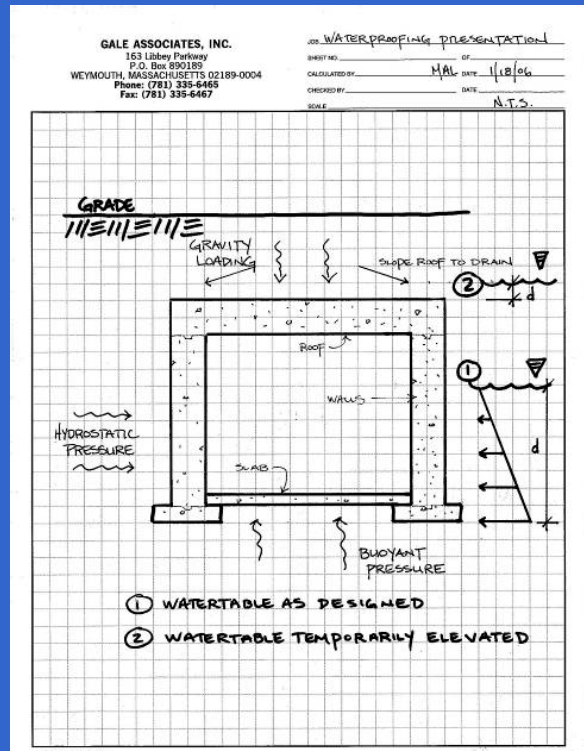 GALE ASSOCIATES, INC.
163 Libbey Parkway
P.O. Box 890189
WEYMOUTH, MASSACHUSETTS 02189-0004
Phone: (781) 335-6465
Fax: (781) 335-6467
JOB WATERPROOFING PRESENTATION
SHEET NO. OF
CALCULATED BY MAL DATE 1/18/06
CHECKED BY DATE
SCALE N.T.S.
GRADE
GRAVITY
LOADING
SLOPE ROOF TO DRAIN
2
d
ROOF
1
WALLS
HYDROSTATIC
PRESSURE
d
SLAB
BUOYANT
PRESSURE
1 WATERTABLE AS DESIGNED
2 WATERTABLE TEMPORARILY ELEVATED